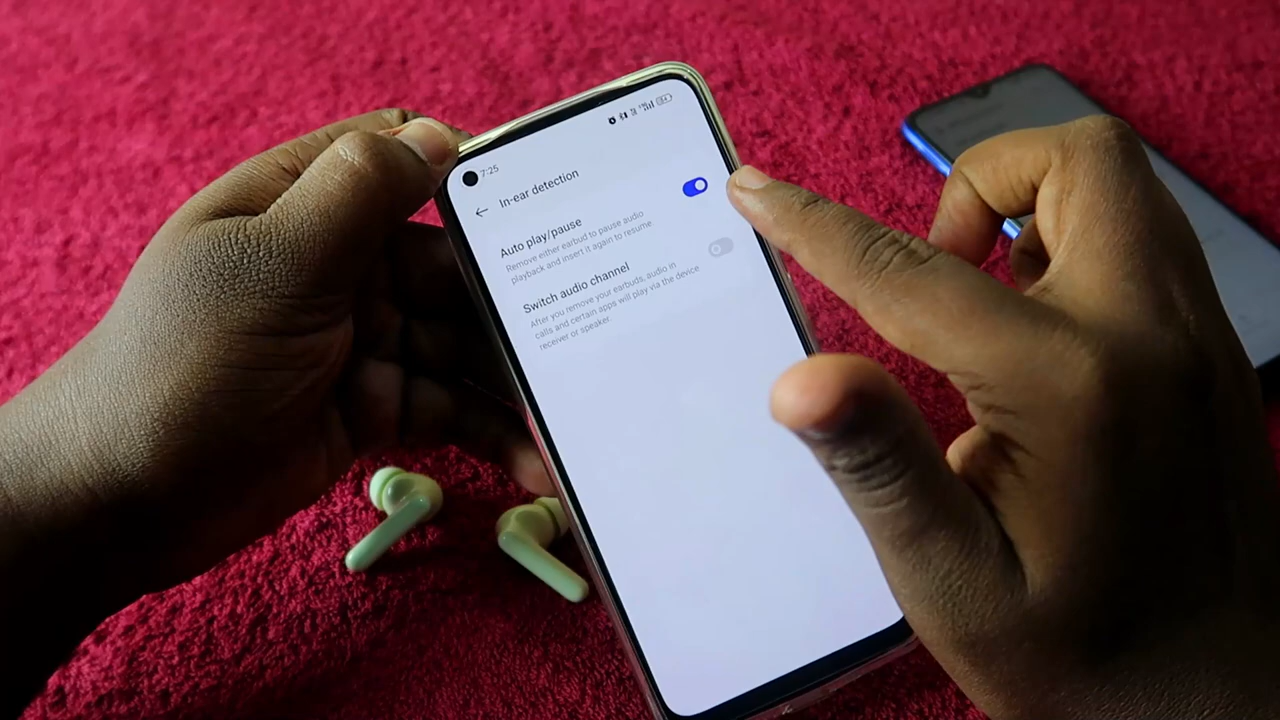 7:25
In-ear detection
Auto play/pause
Remove either earbud to pause audio
playback and insert it again to resume.
Switch audio channel
After you remove your earbuds, audio in
calls and certain apps will play via the device
receiver or speaker.